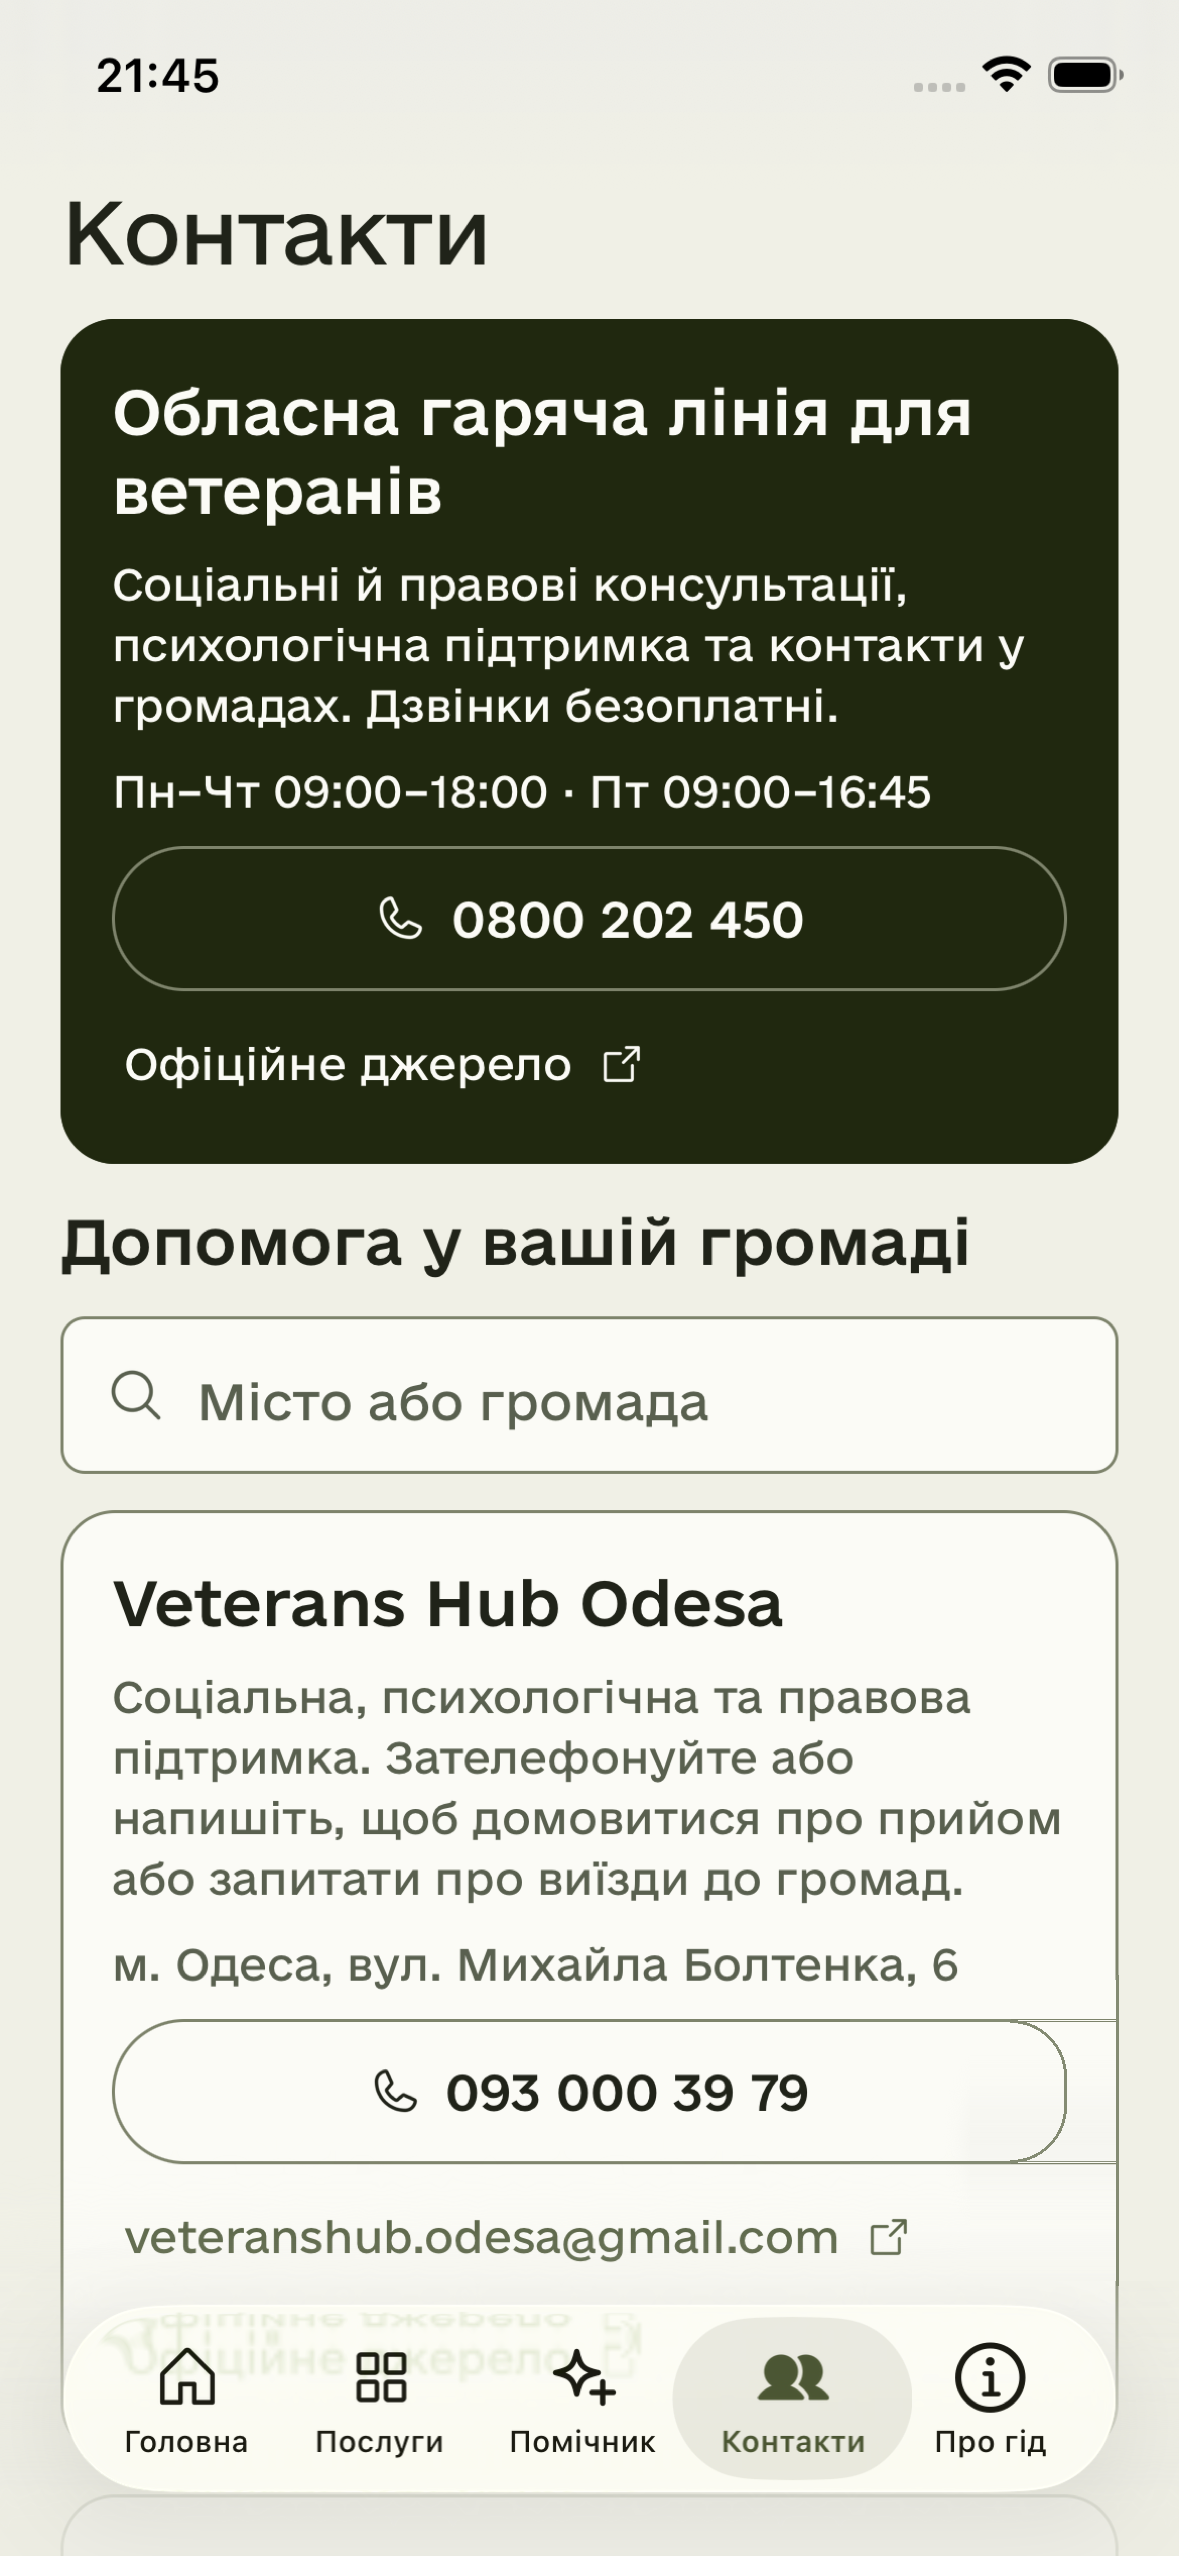 21:45
Контакти
Обласна гаряча лінія для
ветеранів
Соціальні й правові консультації,
психологічна підтримка та контакти у
громадах. Дзвінки безоплатні.
Пн–Чт 09:00–18:00 · Пт 09:00–16:45
0800 202 450
Офіційне джерело
Допомога у вашій громаді
Місто або громада
Veterans Hub Odesa
Соціальна, психологічна та правова
підтримка. Зателефонуйте або
напишіть, щоб домовитися про прийом
або запитати про виїзди до громад.
м. Одеса, вул. Михайла Болтенка, 6
093 000 39 79
veteranshub.odesa@gmail.com
Офіційне джерело
Головна Послуги Помічник Контакти Про гід